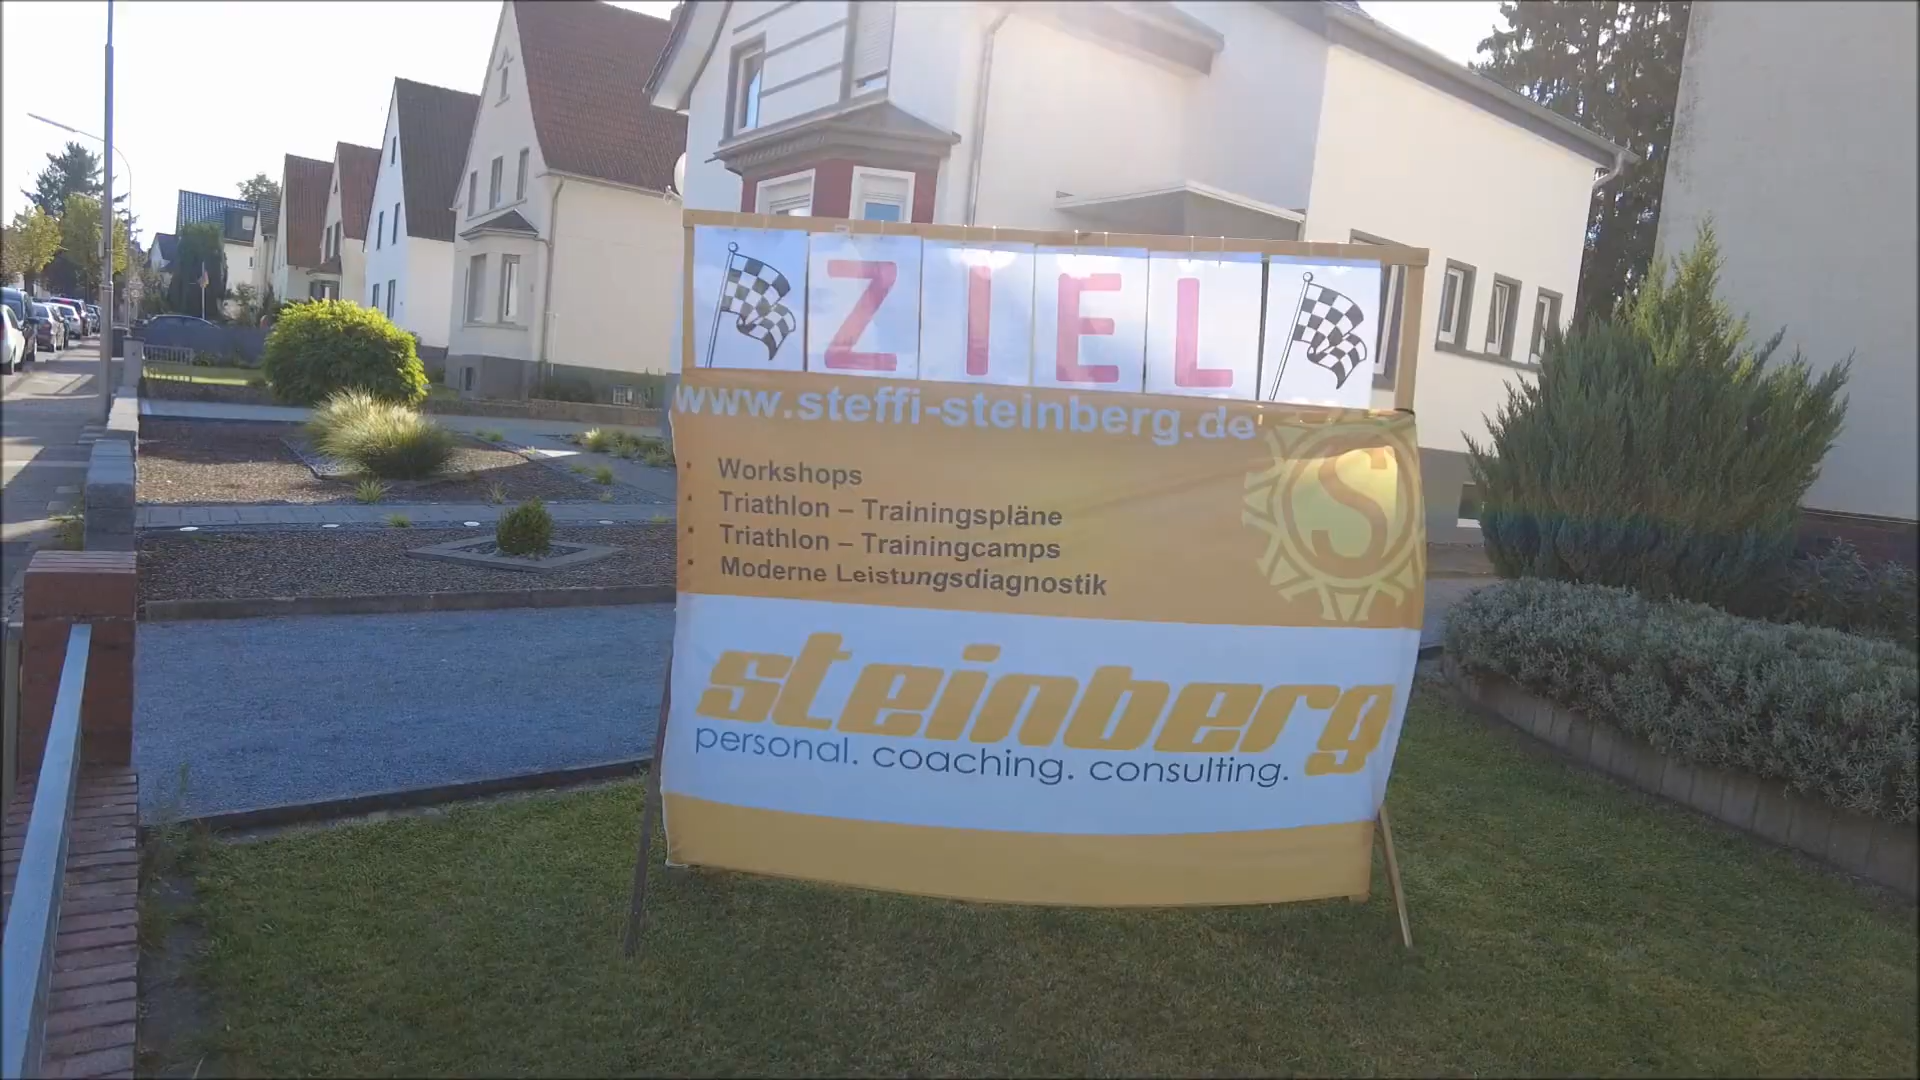 ZIEL
www.steffi-steinberg.de
S
• Workshops
• Triathlon – Trainingspläne
• Triathlon – Trainingcamps
• Moderne Leistungsdiagnostik
steinberg
personal. coaching. consulting.